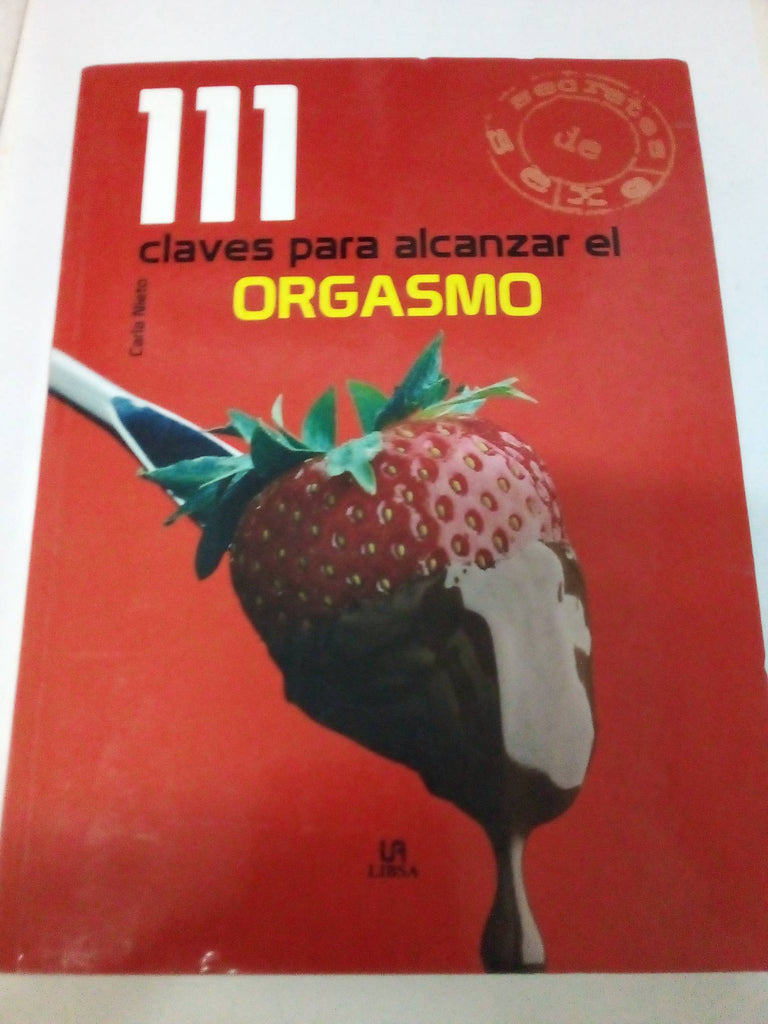 111
secretos
de
sexo
claves para alcanzar el
ORGASMO
Carla Nieto
LIBSA